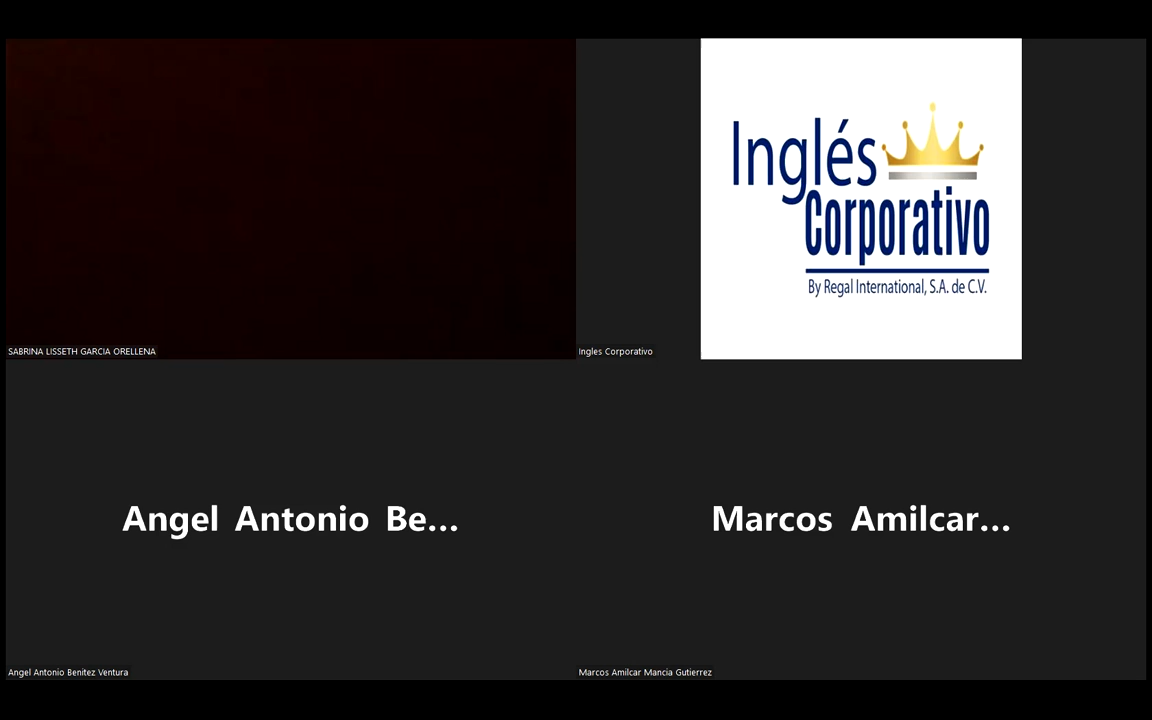 Inglés
Corporativo
By Regal International, S.A. de C.V.
SABRINA LISSETH GARCIA ORELLENA
Ingles Corporativo
Angel Antonio Be...
Marcos Amilcar...
Angel Antonio Benitez Ventura
Marcos Amilcar Mancia Gutierrez